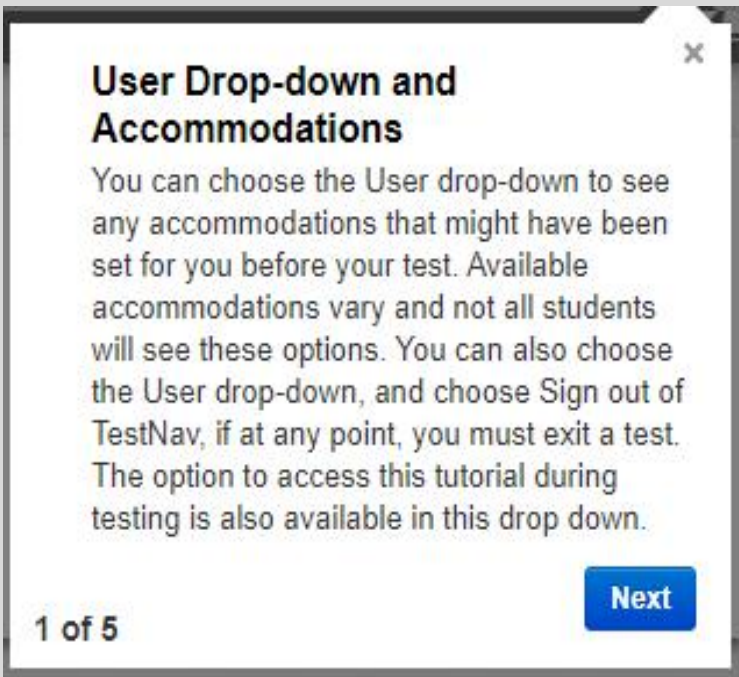 ×
User Drop-down and
Accommodations
You can choose the User drop-down to see
any accommodations that might have been
set for you before your test. Available
accommodations vary and not all students
will see these options. You can also choose
the User drop-down, and choose Sign out of
TestNav, if at any point, you must exit a test.
The option to access this tutorial during
testing is also available in this drop down.
Next
1 of 5